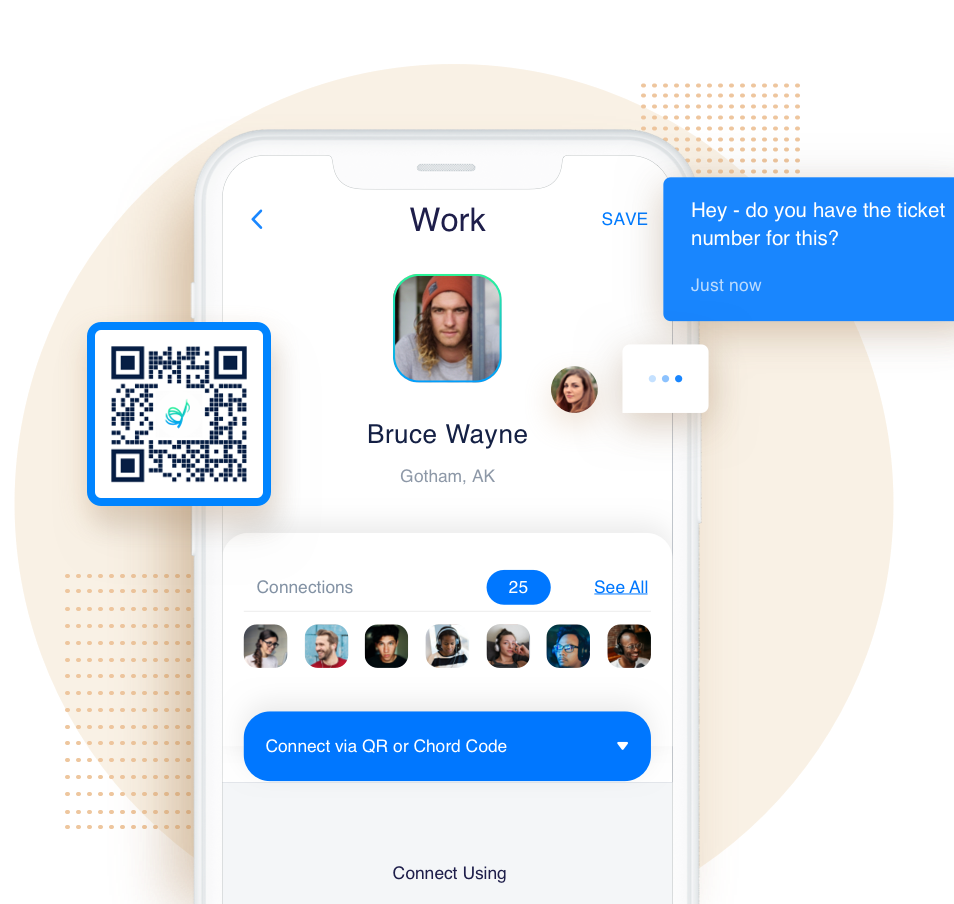 Work
SAVE
Hey - do you have the ticket
number for this?
Just now
Bruce Wayne
Gotham, AK
Connections
25
See All
Connect via QR or Chord Code
Connect Using